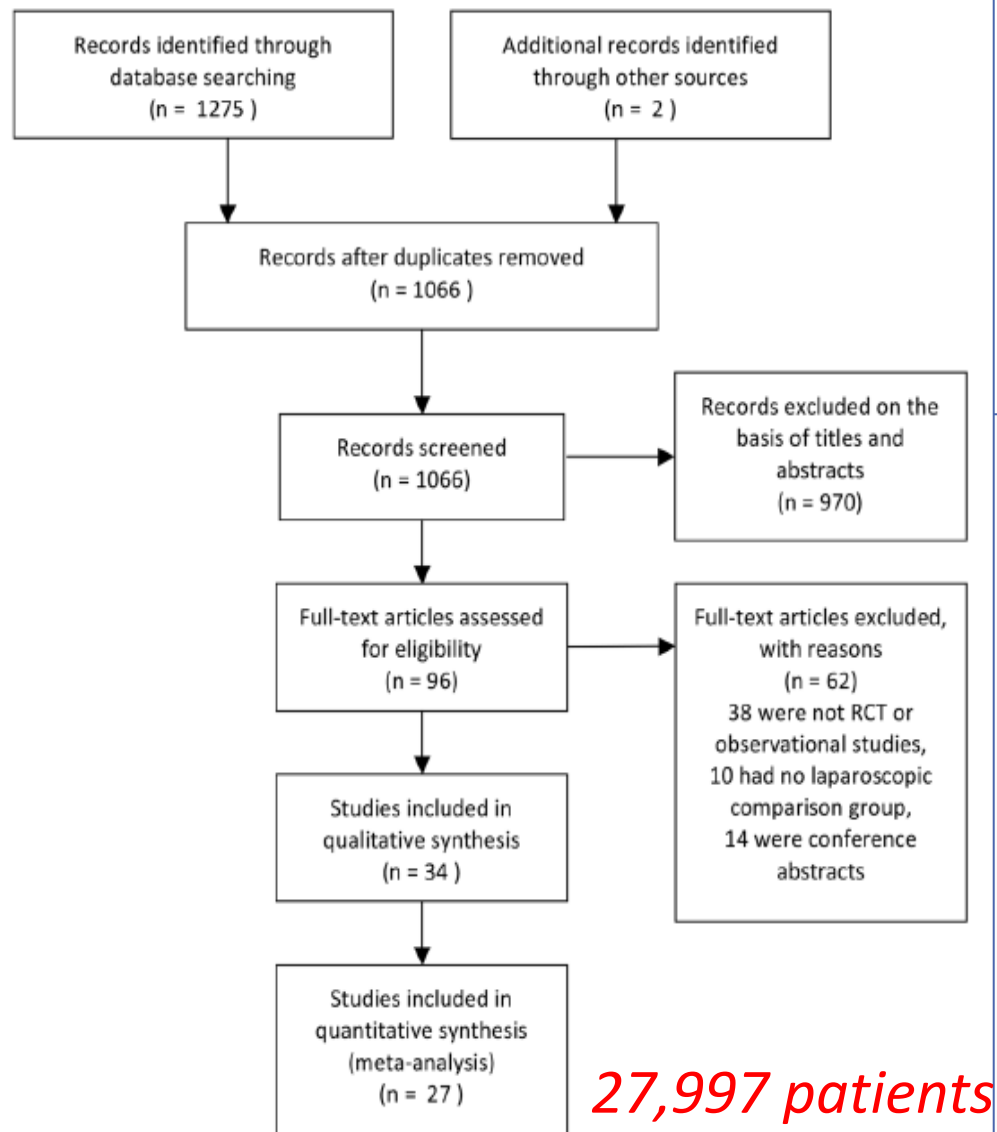 Records identified through
database searching
(n = 1275 )
Additional records identified
through other sources
(n = 2 )
Records after duplicates removed
(n = 1066 )
Records screened
(n = 1066)
Records excluded on the
basis of titles and
abstracts
(n = 970)
Full-text articles assessed
for eligibility
(n = 96)
Full-text articles excluded,
with reasons
(n = 62)
38 were not RCT or
observational studies,
10 had no laparoscopic
comparison group,
14 were conference
abstracts
Studies included in
qualitative synthesis
(n = 34 )
Studies included in
quantitative synthesis
(meta-analysis)
(n = 27 )
27,997 patients